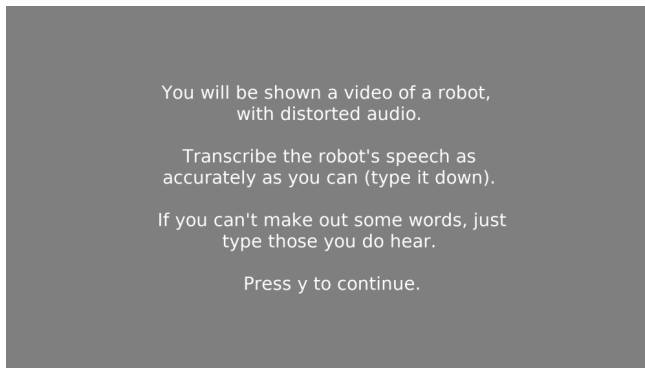 You will be shown a video of a robot,
with distorted audio.
Transcribe the robot's speech as
accurately as you can (type it down).
If you can't make out some words, just
type those you do hear.
Press y to continue.